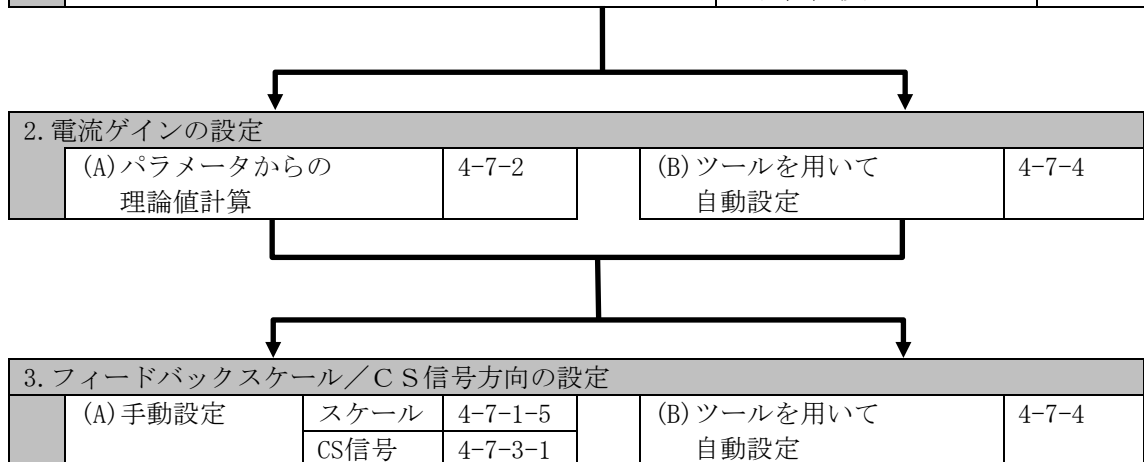 2.電流ゲインの設定
(A)パラメータからの
理論値計算
4-7-2
(B)ツールを用いて
自動設定
4-7-4
3.フィードバックスケール／ＣＳ信号方向の設定
(A)手動設定
スケール
4-7-1-5
CS信号
4-7-3-1
(B)ツールを用いて
自動設定
4-7-4